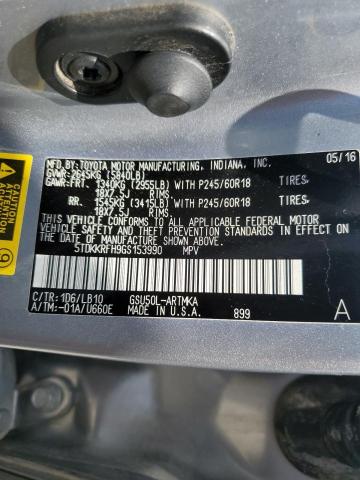 MFD.BY:TOYOTA MOTOR MANUFACTURING, INDIANA, INC. 05/16
GVWR:2645KG (5840LB)
GAWR:FRT. 1340KG (2955LB) WITH P245/60R18 TIRES,
18X7.5J RIMS
RR. 1545KG (3415LB) WITH P245/60R18 TIRES,
18X7.5J RIMS
THIS VEHICLE CONFORMS TO ALL APPLICABLE FEDERAL MOTOR
VEHICLE SAFETY AND THEFT PREVENTION STANDARDS IN
EFFECT ON THE DATE OF MANUFACTURE SHOWN ABOVE.
5TDKKRFH9GS153990 MPV
C/TR:1D6/LB10 GSU50L-ARTMKA
A/TM:-01A/U660E MADE IN U.S.A. 899
A
9